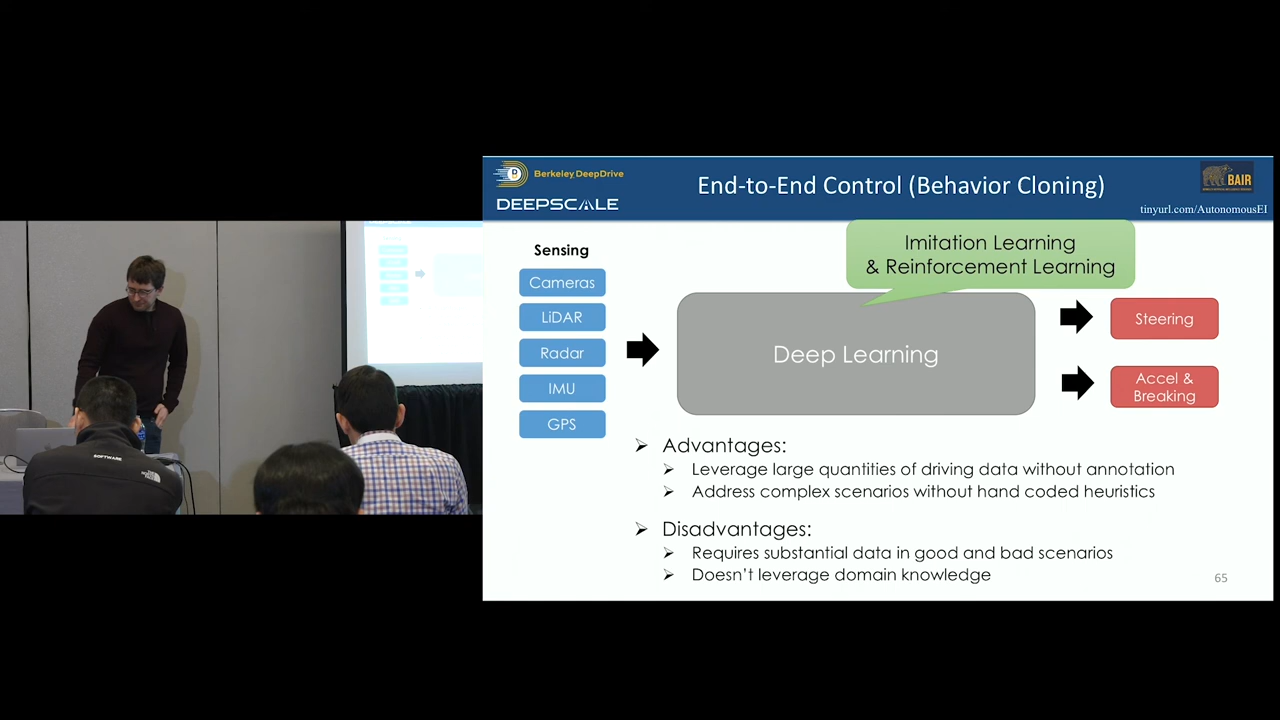 Berkeley DeepDrive
DEEPSCALE
End-to-End Control (Behavior Cloning)
BAIR
tinyurl.com/AutonomousEI
Imitation Learning
& Reinforcement Learning
Sensing
Cameras
LiDAR
Radar
IMU
GPS
Deep Learning
Steering
Accel &
Breaking
Advantages:
Leverage large quantities of driving data without annotation
Address complex scenarios without hand coded heuristics
Disadvantages:
Requires substantial data in good and bad scenarios
Doesn't leverage domain knowledge
65
SOFTWARE